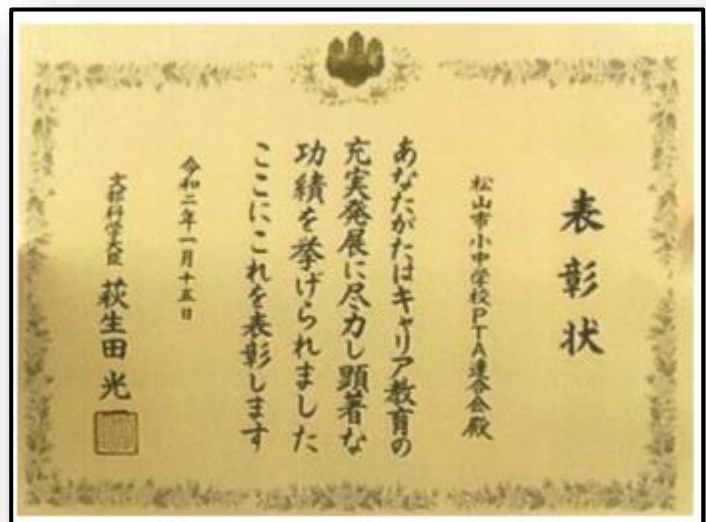 表彰状
松山市小中学校PTA連合会殿
あなたがたはキャリア教育の
充実発展に尽力し顕著な
功績を挙げられました
ここにこれを表彰します
令和二年一月十五日
文部科学大臣 萩生田光一